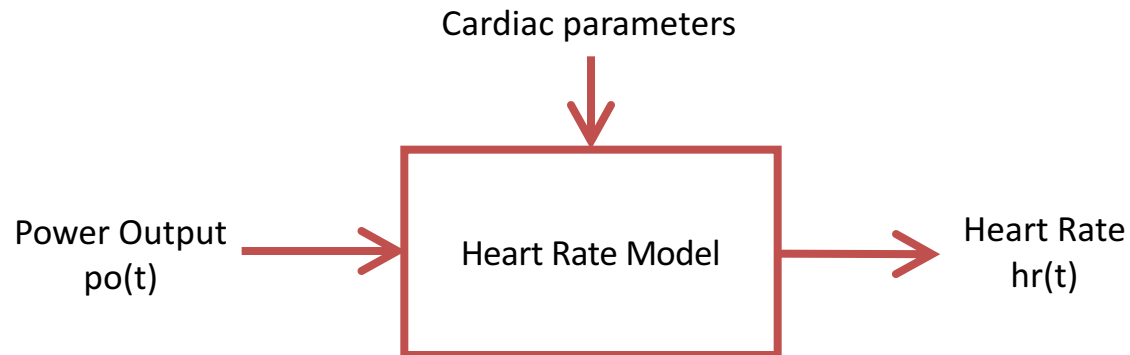 Cardiac parameters
Power Output
po(t)
Heart Rate Model
Heart Rate
hr(t)